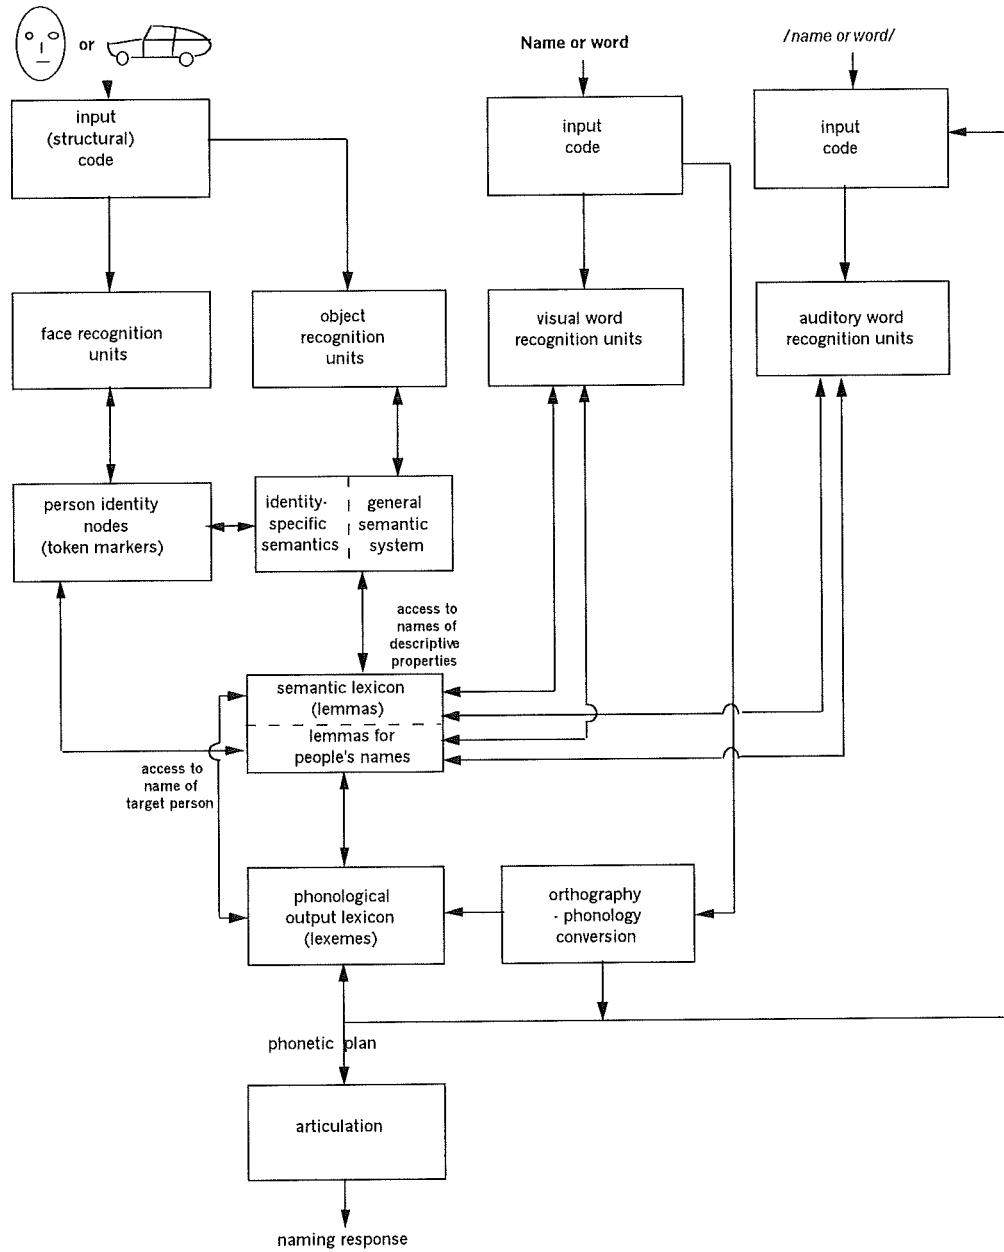 or
Name or word
/name or word/
input
(structural)
code
input
code
input
code
face recognition
units
object
recognition
units
visual word
recognition units
auditory word
recognition units
person identity
nodes
(token markers)
identity-
specific
semantics
general
semantic
system
access to
names of
descriptive
properties
semantic lexicon
(lemmas)
lemmas for
people's names
access to
name of
target person
phonological
output lexicon
(lexemes)
orthography
- phonology
conversion
phonetic plan
articulation
naming response